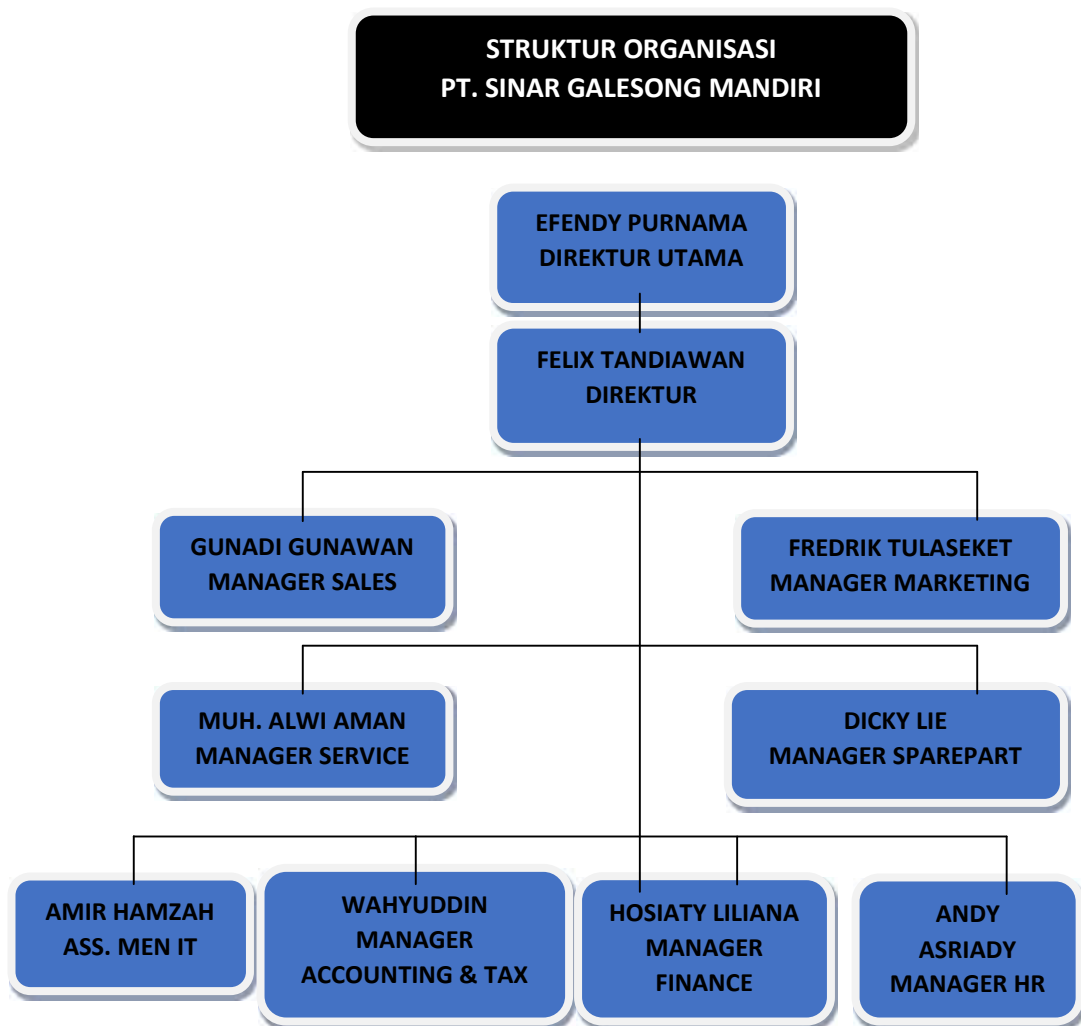 STRUKTUR ORGANISASI
PT. SINAR GALESONG MANDIRI
EFENDY PURNAMA
DIREKTUR UTAMA
FELIX TANDIAWAN
DIREKTUR
GUNADI GUNAWAN
MANAGER SALES
FREDRIK TULASEKET
MANAGER MARKETING
MUH. ALWI AMAN
MANAGER SERVICE
DICKY LIE
MANAGER SPAREPART
AMIR HAMZAH
ASS. MEN IT
WAHYUDDIN
MANAGER
ACCOUNTING & TAX
HOSIATY LILIANA
MANAGER
FINANCE
ANDY
ASRIADY
MANAGER HR